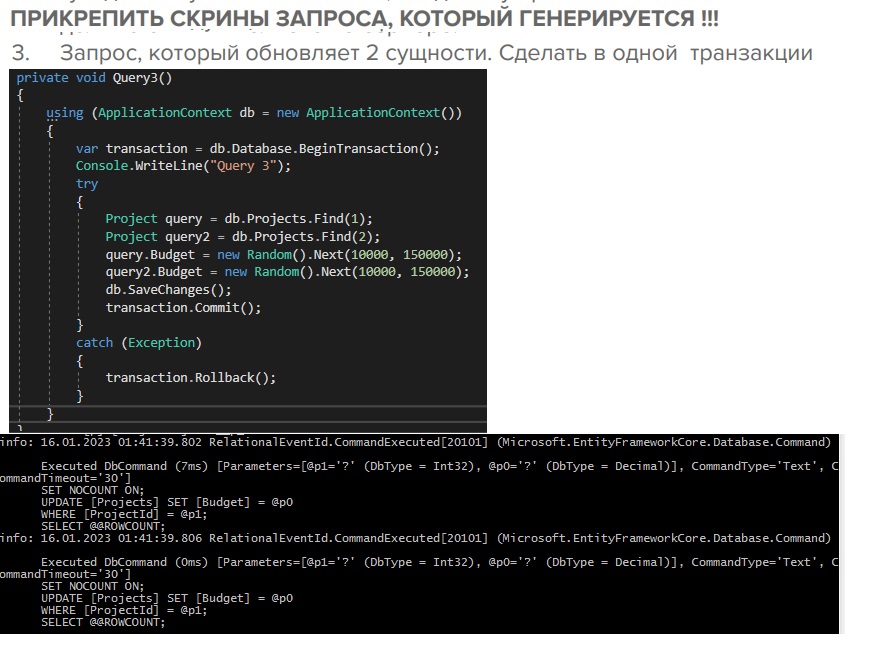 ПРИКРЕПИТЬ СКРИНЫ ЗАПРОСА, КОТОРЫЙ ГЕНЕРИРУЕТСЯ !!!
3. Запрос, который обновляет 2 сущности. Сделать в одной транзакции
private void Query3()
{
using (ApplicationContext db = new ApplicationContext())
{
var transaction = db.Database.BeginTransaction();
Console.WriteLine("Query 3");
try
{
Project query = db.Projects.Find(1);
Project query2 = db.Projects.Find(2);
query.Budget = new Random().Next(10000, 150000);
query2.Budget = new Random().Next(10000, 150000);
db.SaveChanges();
transaction.Commit();
}
catch (Exception)
{
transaction.Rollback();
}
}
}
info: 16.01.2023 01:41:39.802 RelationalEventId.CommandExecuted[20101] (Microsoft.EntityFrameworkCore.Database.Command)
Executed DbCommand (7ms) [Parameters=[@p1='?' (DbType = Int32), @p0='?' (DbType = Decimal)], CommandType='Text', C
ommandTimeout='30']
SET NOCOUNT ON;
UPDATE [Projects] SET [Budget] = @p0
WHERE [ProjectId] = @p1;
SELECT @@ROWCOUNT;
info: 16.01.2023 01:41:39.806 RelationalEventId.CommandExecuted[20101] (Microsoft.EntityFrameworkCore.Database.Command)
Executed DbCommand (0ms) [Parameters=[@p1='?' (DbType = Int32), @p0='?' (DbType = Decimal)], CommandType='Text', C
ommandTimeout='30']
SET NOCOUNT ON;
UPDATE [Projects] SET [Budget] = @p0
WHERE [ProjectId] = @p1;
SELECT @@ROWCOUNT;